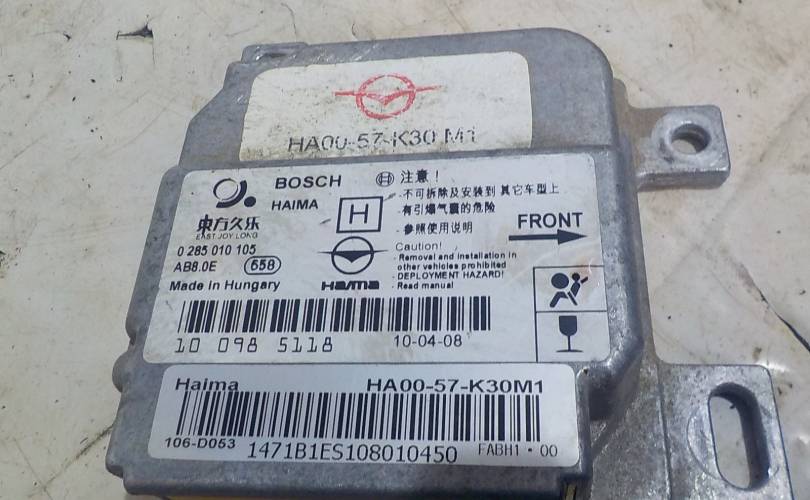 HA00-57-K30 M1
BOSCH
HAIMA
东方久乐
EAST JOY LONG
0 285 010 105
AB8.0E 558
Made in Hungary
H
Haima
注意！
- 不可拆除及安装到 其它车型上
- 有引爆气囊的危险
- 参照使用说明
Caution!
- Removal and installation in
other vehicles prohibited
- DEPLOYMENT HAZARD!
- Read manual
FRONT
10 098 5118
10-04-08
Haima HA00-57-K30M1
106-D053 1471B1ES108010450 FABH1 · 00